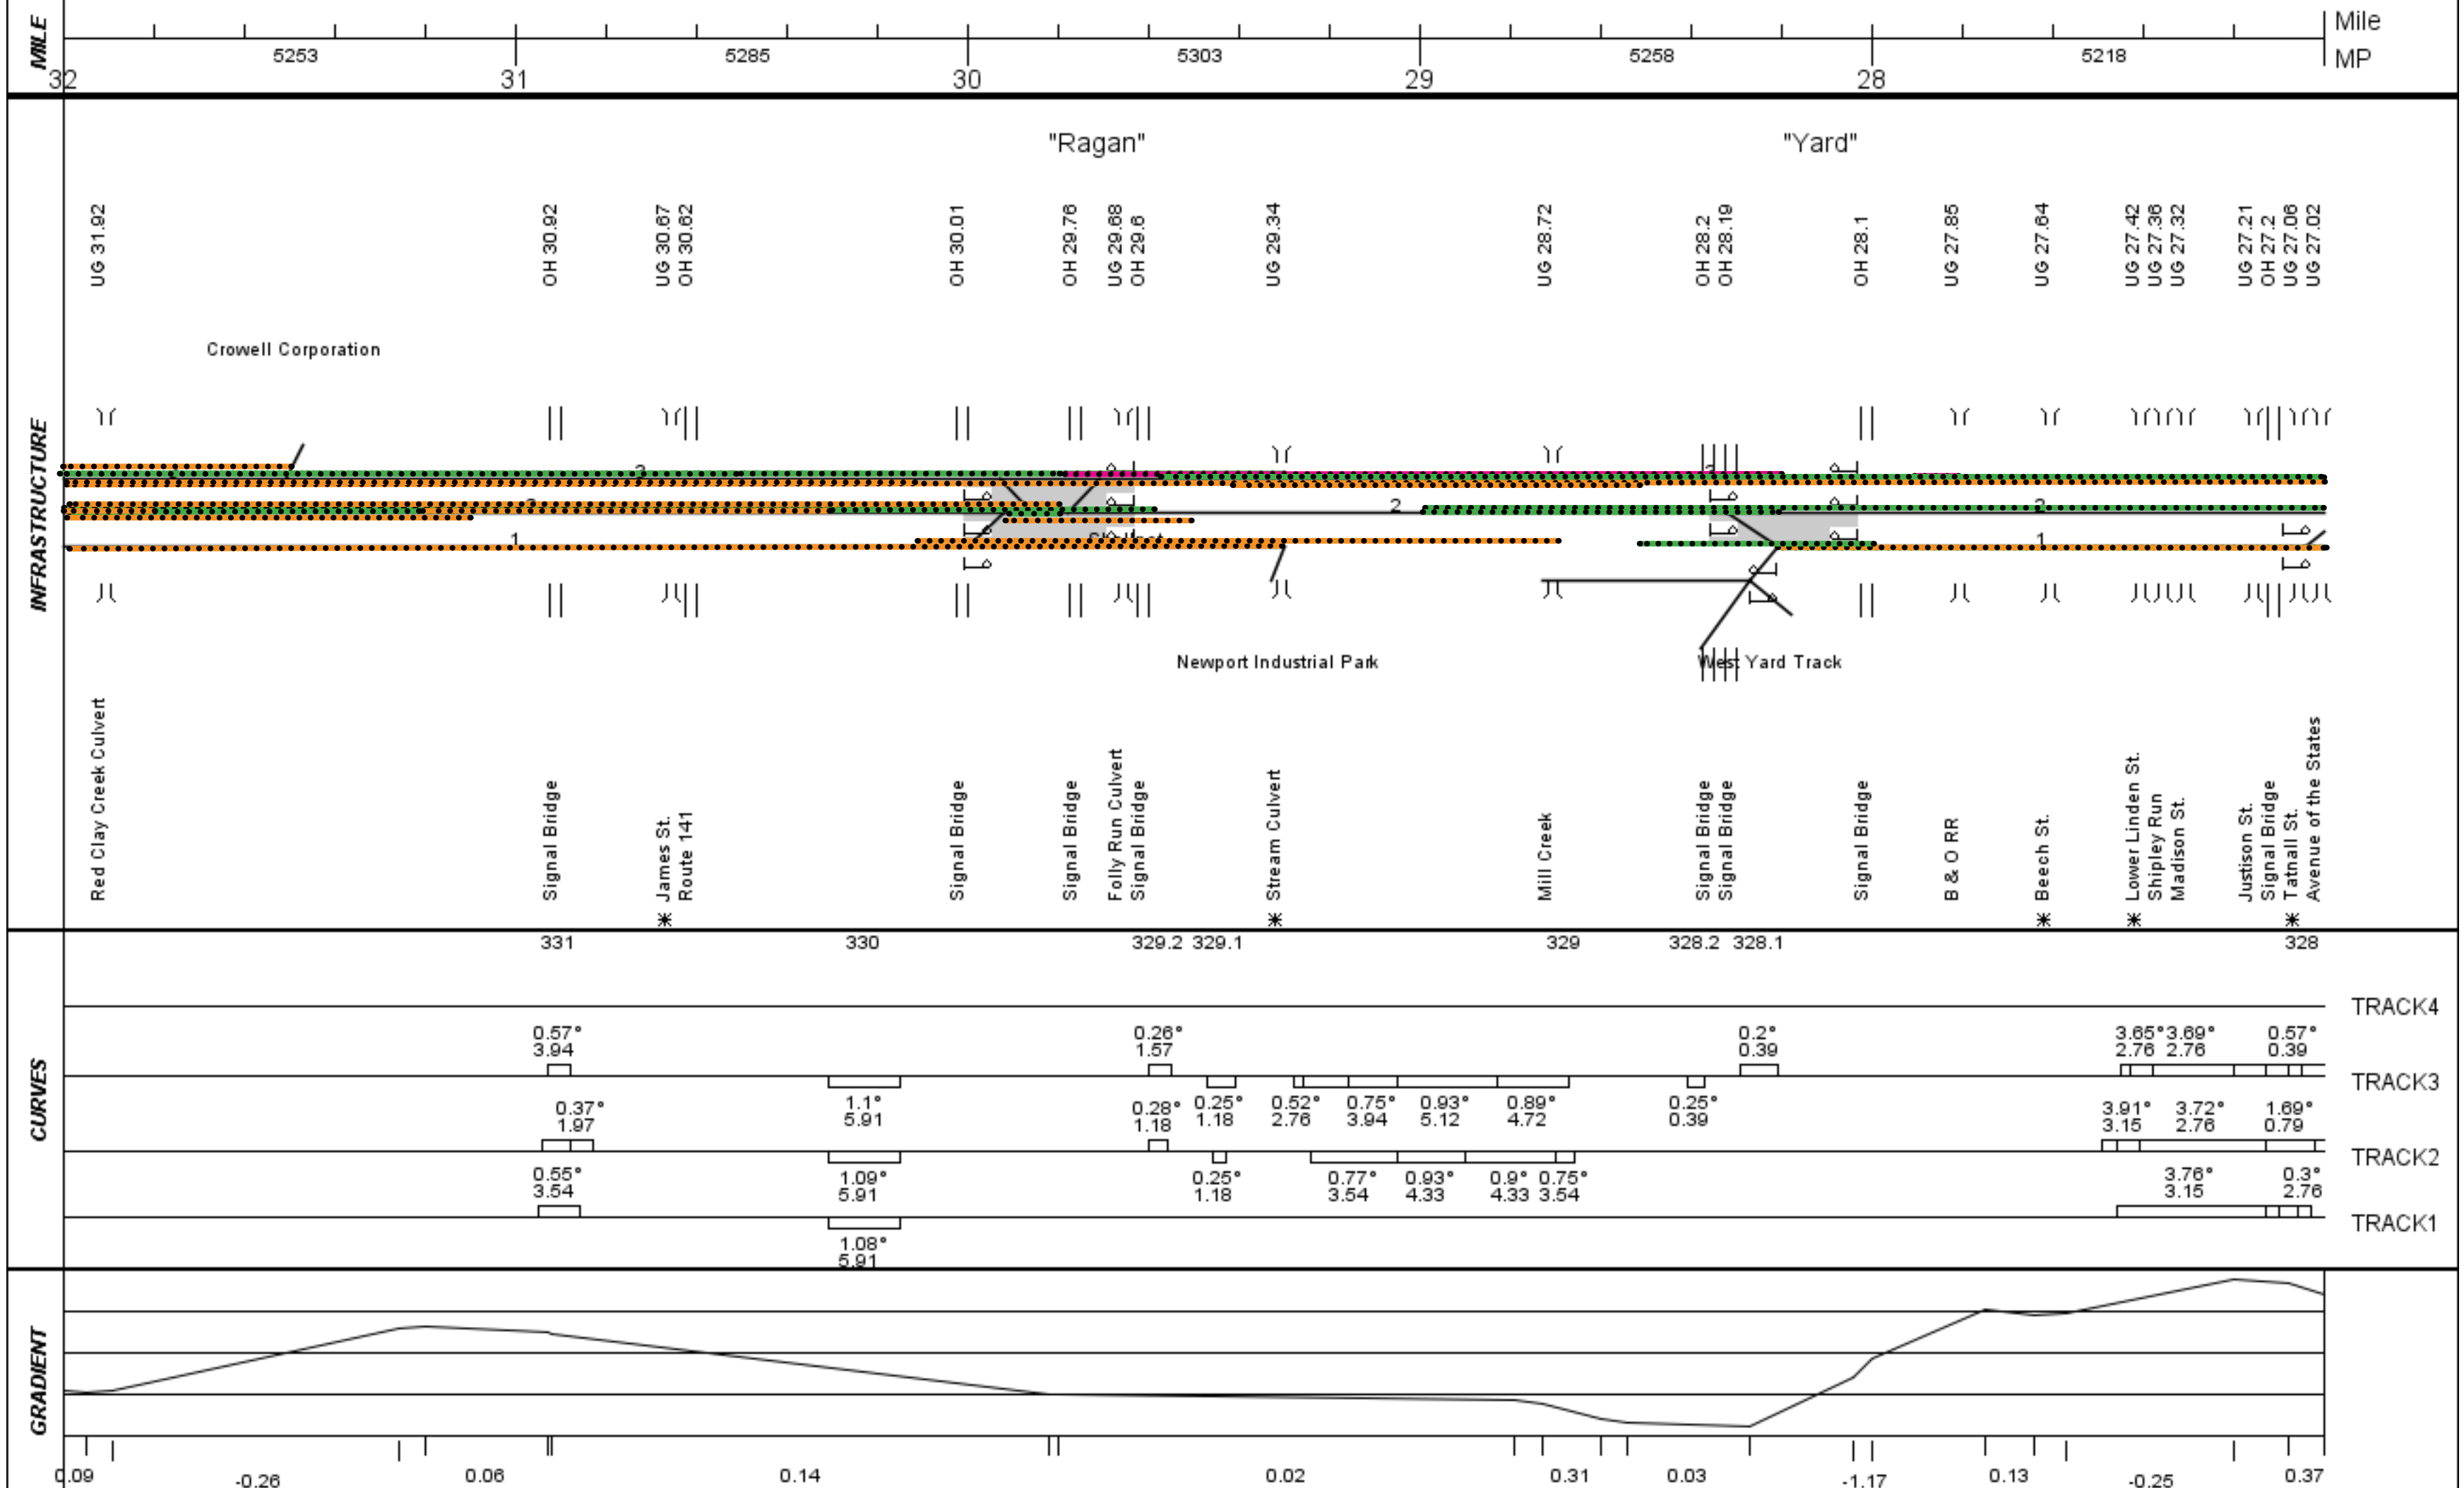 MILE
Mile
5253 5285 5303 5258 5218
MP
32 31 30 29 28
"Ragan" "Yard"
UG 31.92
OH 30.92
UG 30.67
OH 30.62
OH 30.01
OH 29.76
UG 29.68
OH 29.6
UG 29.34
UG 28.72
OH 28.2
OH 28.19
OH 28.1
UG 27.85
UG 27.64
UG 27.42
UG 27.36
UG 27.32
UG 27.21
OH 27.2
UG 27.06
UG 27.02
INFRASTRUCTURE
Crowell Corporation
2
1 1
Newport Industrial Park
West Yard Track
Red Clay Creek Culvert
Signal Bridge
James St.
Route 141
Signal Bridge
Signal Bridge
Folly Run Culvert
Signal Bridge
Stream Culvert
Mill Creek
Signal Bridge
Signal Bridge
Signal Bridge
B & O RR
Beech St.
Lower Linden St.
Shipley Run
Madison St.
Justison St.
Signal Bridge
Tatnall St.
Avenue of the States
CURVES
331 330 329.2 329.1 329 328.2 328.1 328
TRACK4
0.57° 0.26° 0.2° 3.65° 3.69° 0.57°
3.94 1.57 0.39 2.76 2.76 0.39
TRACK3
1.1° 0.25° 0.52° 0.75° 0.93° 0.89° 0.25°
5.91 1.18 2.76 3.94 5.12 4.72 0.39
0.37° 0.28° 3.91° 3.72° 1.69°
1.97 1.18 3.15 2.76 0.79
TRACK2
1.09° 0.25° 0.77° 0.93° 0.9° 0.75°
5.91 1.18 3.54 4.33 4.33 3.54
0.55° 3.76° 0.3°
3.54 3.15 2.76
TRACK1
1.08°
5.91
GRADIENT
0.09 -0.26 0.06 0.14 0.02 0.31 0.03 -1.17 0.13 -0.25 0.37